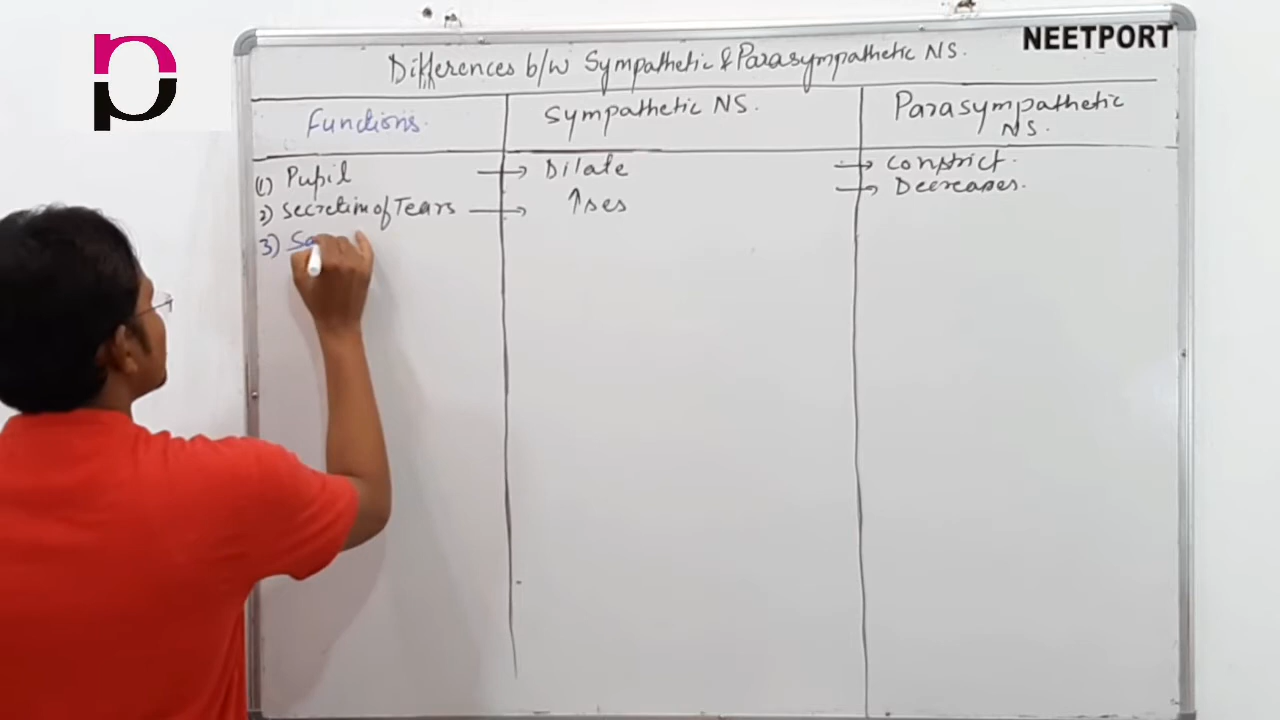 NEETPORT
Differences b/w Sympathetic & Parasympathetic NS.
Functions.
Sympathetic NS.
Parasympathetic
NS.
(1) Pupil → Dilate → Constrict.
2) Secretion of Tears → ↑ses → Decreases.
3)